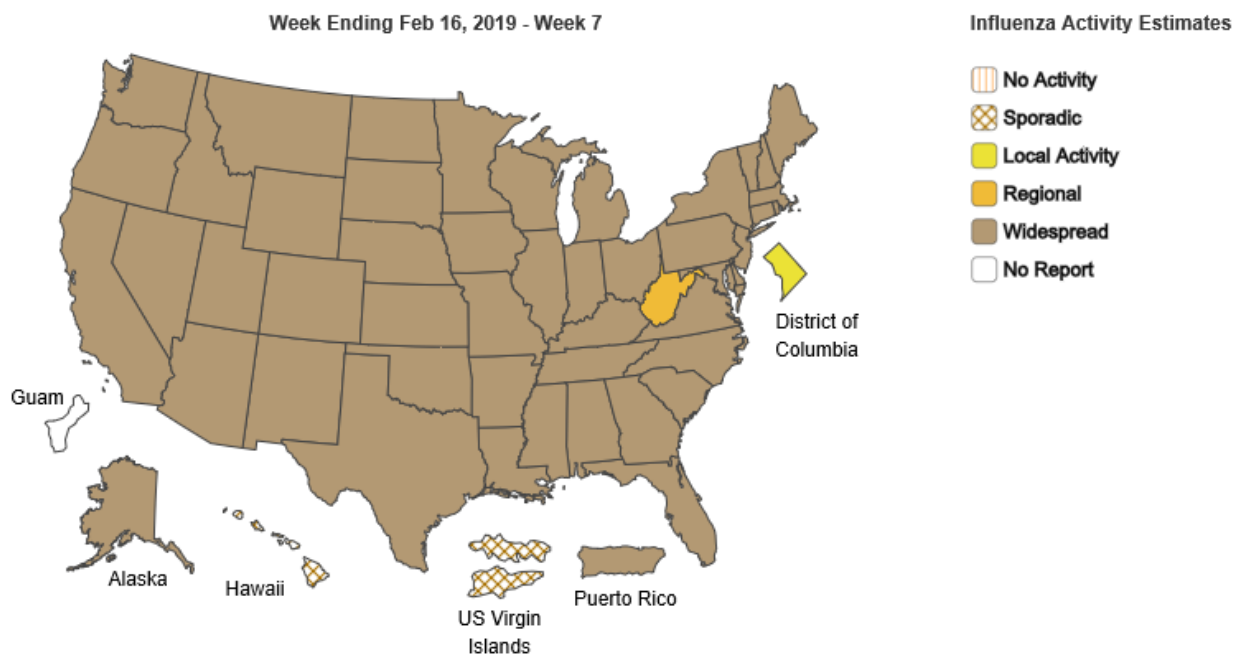 Week Ending Feb 16, 2019 - Week 7
Influenza Activity Estimates
No Activity
Sporadic
Local Activity
Regional
Widespread
No Report
District of
Columbia
Guam
Alaska
Hawaii
US Virgin
Islands
Puerto Rico